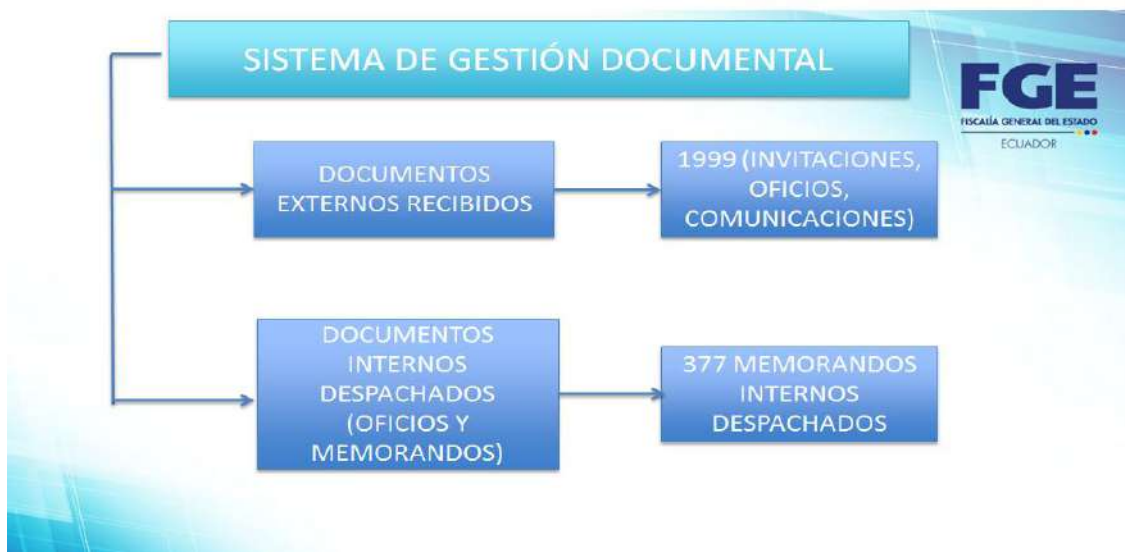 SISTEMA DE GESTIÓN DOCUMENTAL
FGE
FISCALÍA GENERAL DEL ESTADO
ECUADOR
DOCUMENTOS
EXTERNOS RECIBIDOS
1999 (INVITACIONES,
OFICIOS,
COMUNICACIONES)
DOCUMENTOS
INTERNOS
DESPACHADOS
(OFICIOS Y
MEMORANDOS)
377 MEMORANDOS
INTERNOS
DESPACHADOS